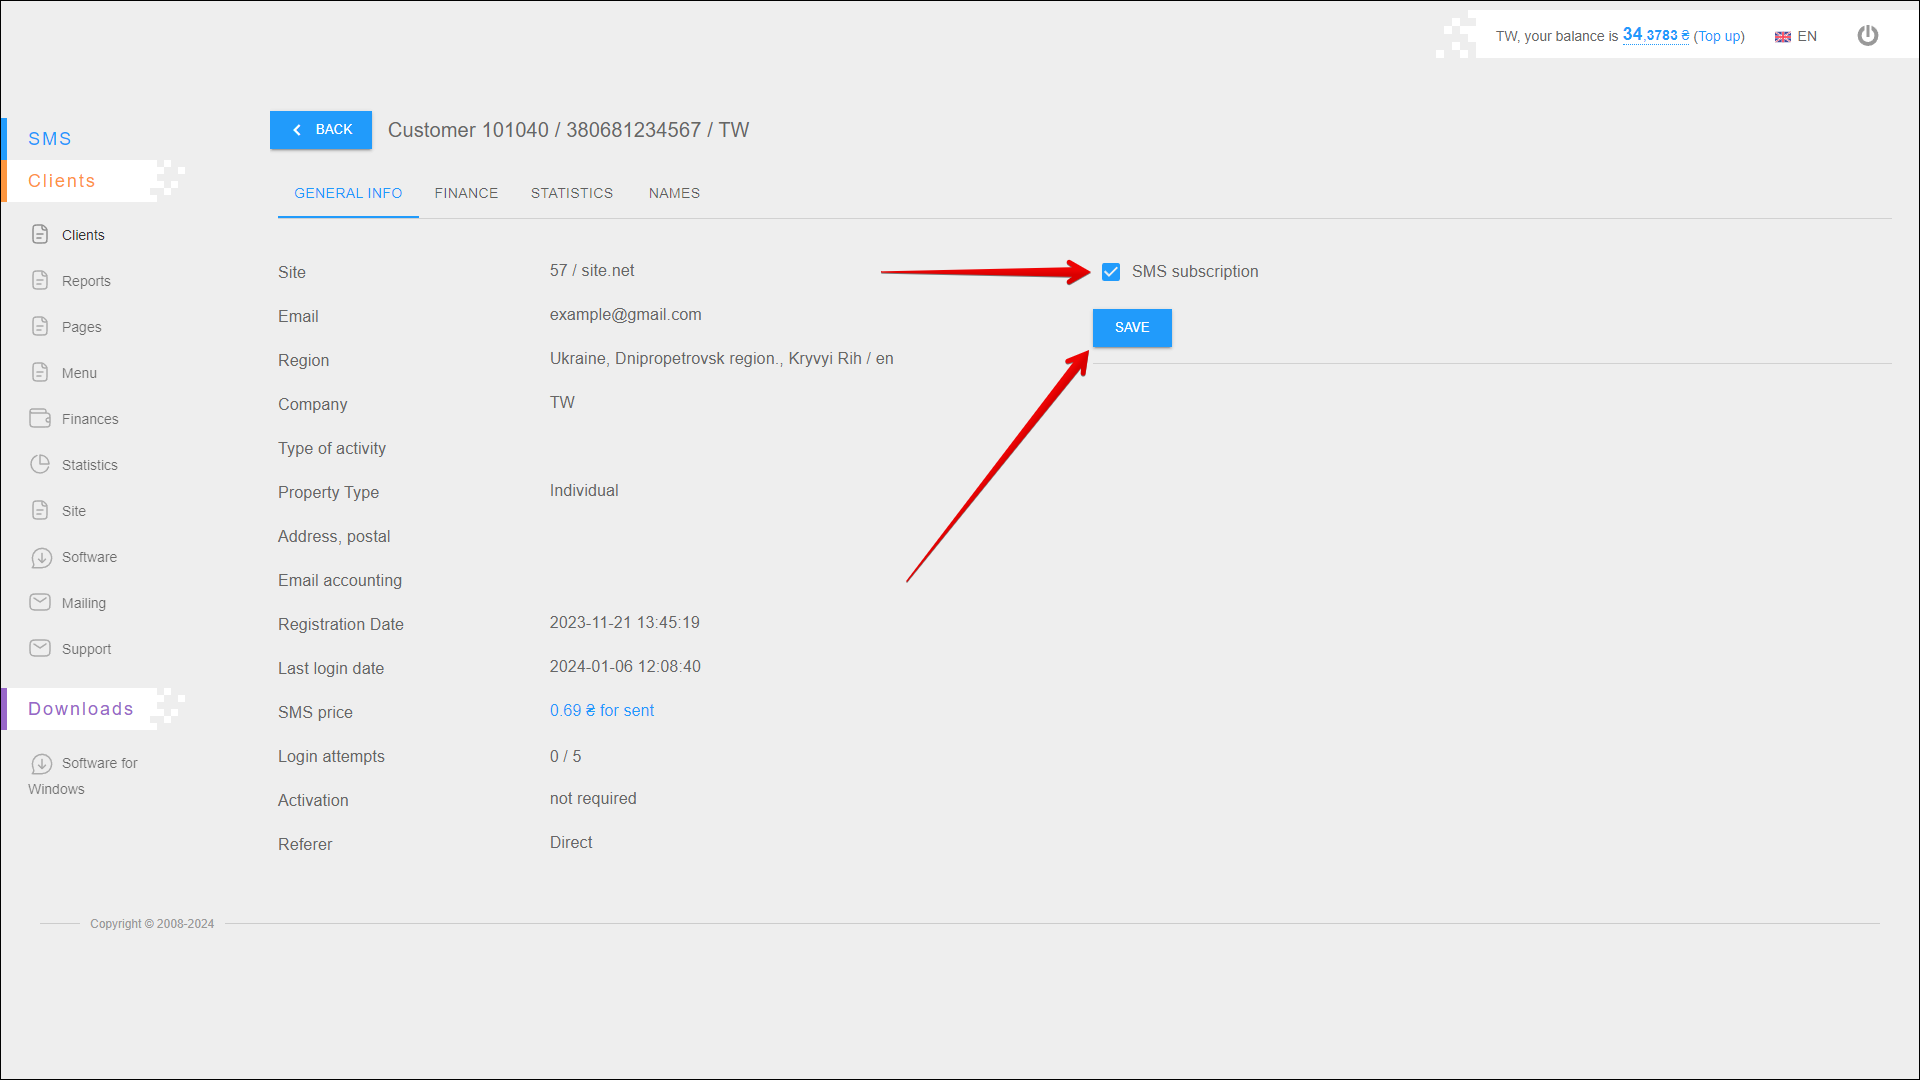 TW, your balance is 34,3783 ₴ (Top up) EN
SMS
Clients
Clients
Reports
Pages
Menu
Finances
Statistics
Site
Software
Mailing
Support
Downloads
Software for
Windows
BACK Customer 101040 / 380681234567 / TW
GENERAL INFO FINANCE STATISTICS NAMES
Site 57 / site.net
Email example@gmail.com
Region Ukraine, Dnipropetrovsk region., Kryvyi Rih / en
Company TW
Type of activity
Property Type Individual
Address, postal
Email accounting
Registration Date 2023-11-21 13:45:19
Last login date 2024-01-06 12:08:40
SMS price 0.69 ₴ for sent
Login attempts 0 / 5
Activation not required
Referer Direct
SMS subscription
SAVE
Copyright © 2008-2024